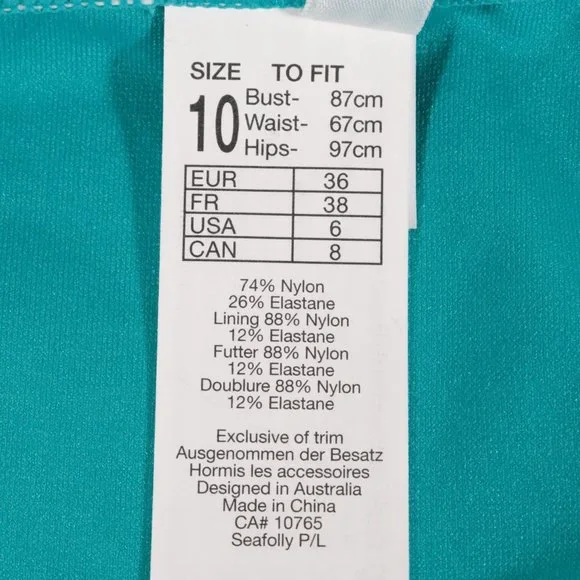 SIZE TO FIT
10 Bust- 87cm
Waist- 67cm
Hips- 97cm
EUR 36
FR 38
USA 6
CAN 8
74% Nylon
26% Elastane
Lining 88% Nylon
12% Elastane
Futter 88% Nylon
12% Elastane
Doublure 88% Nylon
12% Elastane
Exclusive of trim
Ausgenommen der Besatz
Hormis les accessoires
Designed in Australia
Made in China
CA# 10765
Seafolly P/L